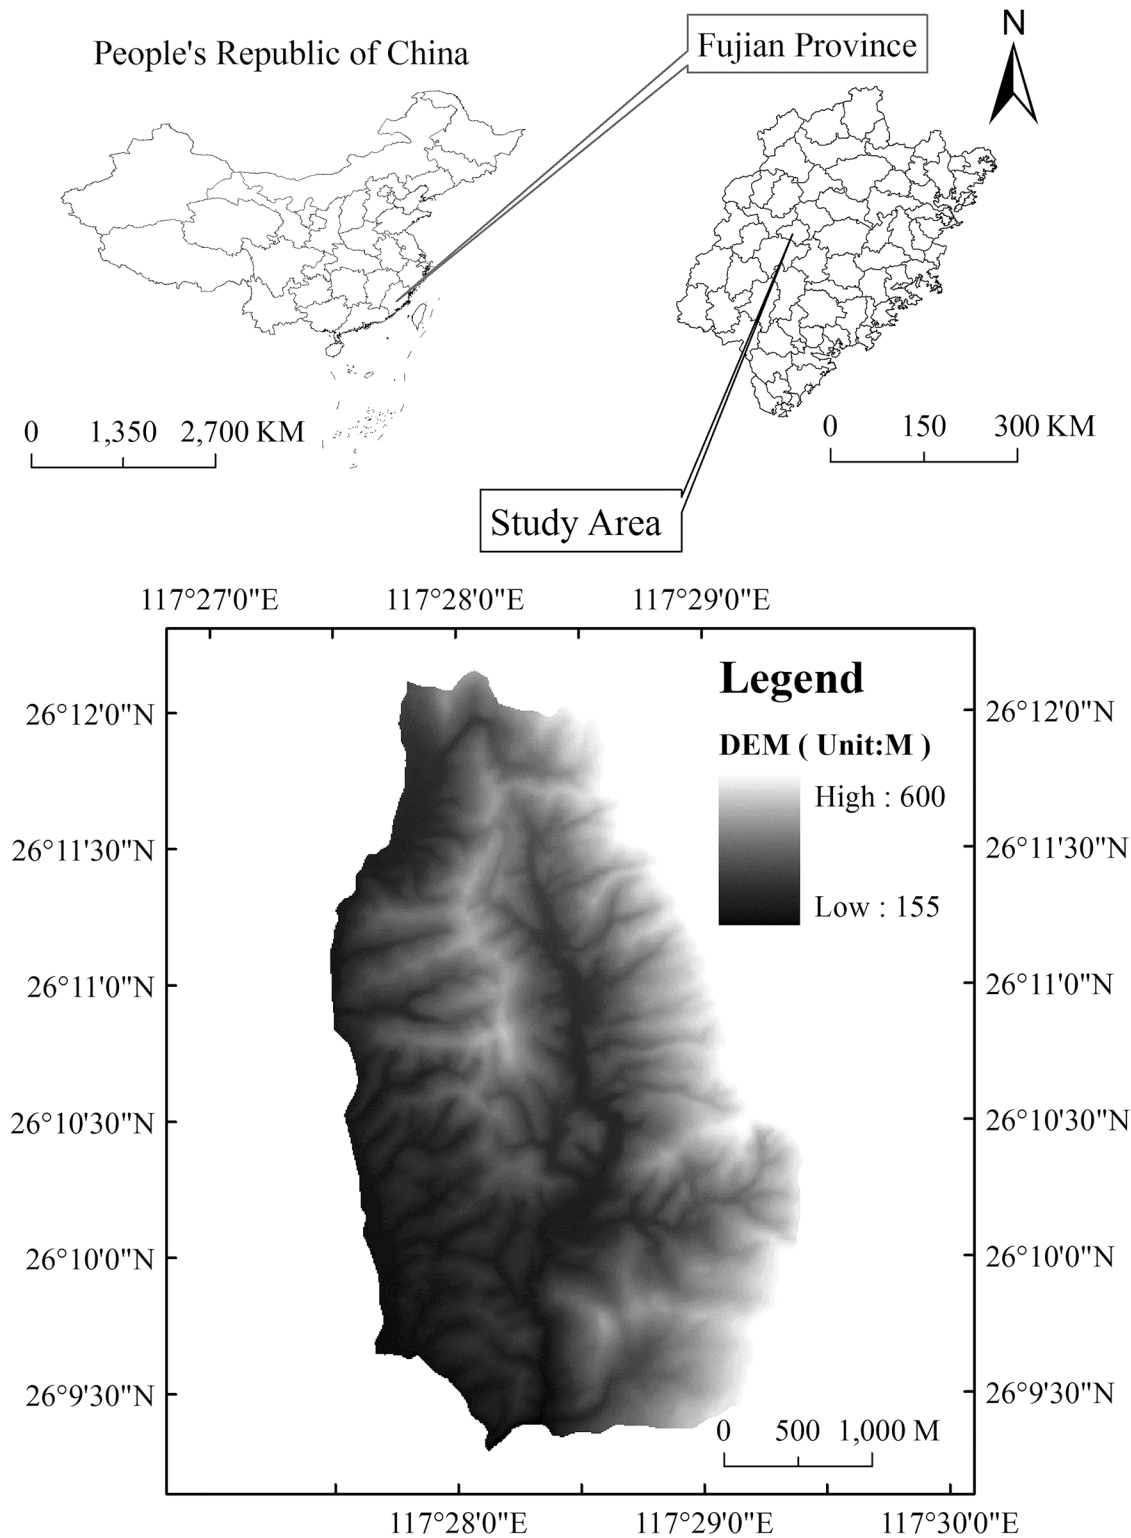 People's Republic of China
Fujian Province
N
0 1,350 2,700 KM
0 150 300 KM
Study Area
117°27'0"E 117°28'0"E 117°29'0"E
Legend
DEM ( Unit:M )
High : 600
Low : 155
26°12'0"N 26°12'0"N
26°11'30"N 26°11'30"N
26°11'0"N 26°11'0"N
26°10'30"N 26°10'30"N
26°10'0"N 26°10'0"N
26°9'30"N 26°9'30"N
0 500 1,000 M
117°28'0"E 117°29'0"E 117°30'0"E